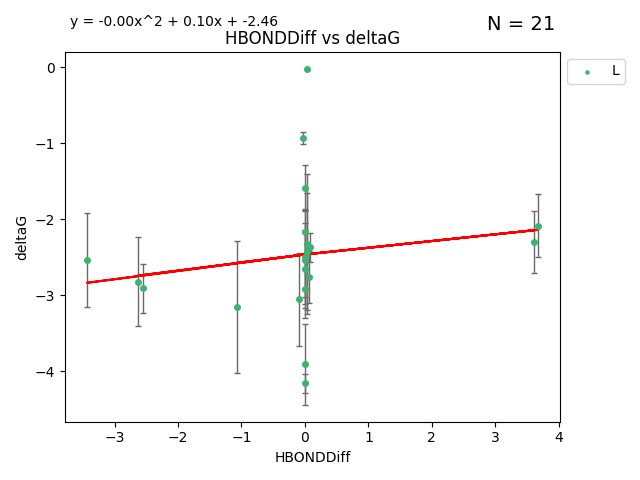 y = -0.00x^2 + 0.10x + -2.46
N = 21
HBONDDiff vs deltaG
L
deltaG
0
−1
−2
−3
−4
−3 −2 −1 0 1 2 3 4
HBONDDiff